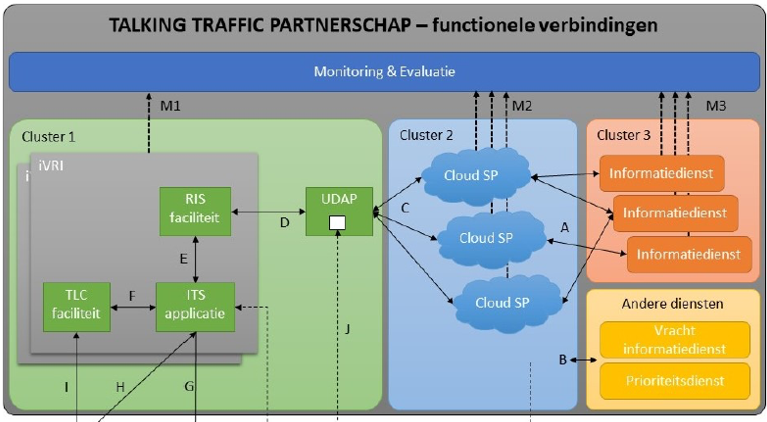 TALKING TRAFFIC PARTNERSCHAP – functionele verbindingen
Monitoring & Evaluatie
M1
M2
M3
Cluster 1
Cluster 2
Cluster 3
iVRI
RIS
faciliteit
UDAP
D
E
TLC
faciliteit
F
ITS
applicatie
I
H
G
J
C
Cloud SP
Cloud SP
Cloud SP
A
B
Informatiedienst
Informatiedienst
Informatiedienst
Andere diensten
Vracht
informatiedienst
Prioriteitsdienst